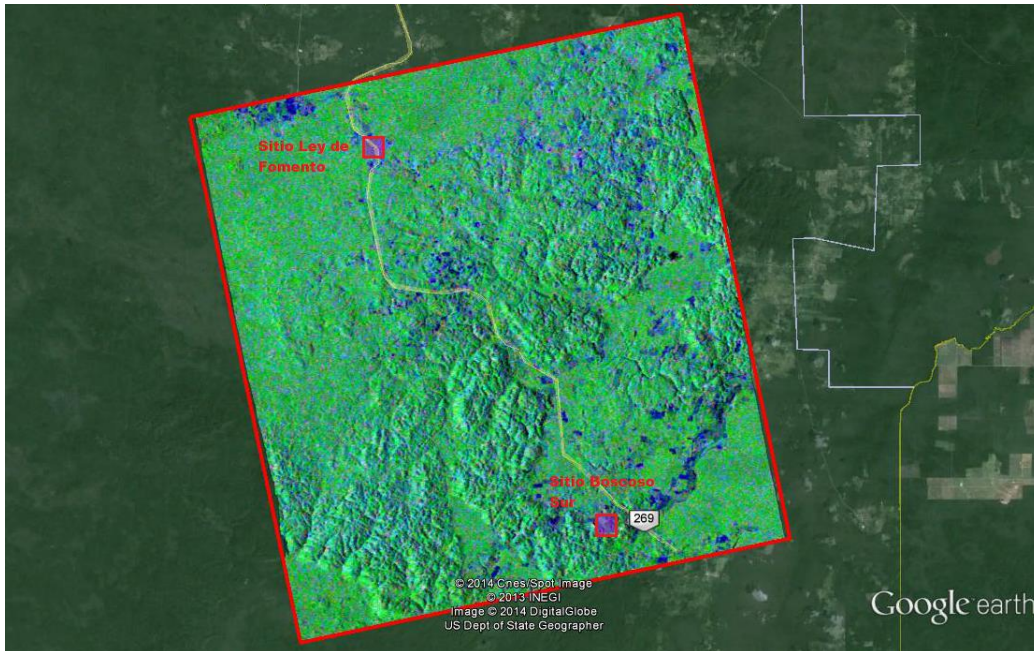 Sitio Ley de
Fomento
Sitio Boscoso
Sur
269
© 2014 Cnes/Spot Image
© 2013 INEGI
Image © 2014 DigitalGlobe
US Dept of State Geographer
Google earth